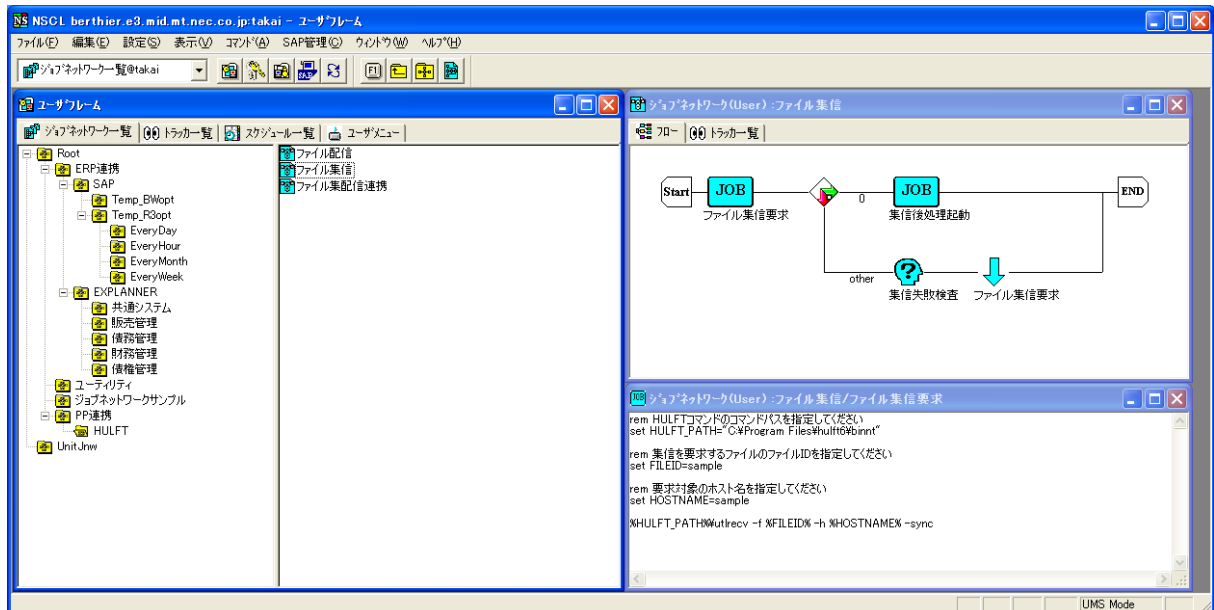 NSCL berthier.e3.mid.mt.nec.co.jp:takai - ユーザフレーム
ファイル(F) 編集(E) 設定(S) 表示(V) コマンド(A) SAP管理(C) ウィンドウ(W) ヘルプ(H)
ジョブネットワーク一覧@takai
ユーザフレーム
ジョブネットワーク一覧 トラッカ一覧 スケジュール一覧 ユーザメニュー
Root
ERP連携
SAP
Temp_BWopt
Temp_R3opt
EveryDay
EveryHour
EveryMonth
EveryWeek
EXPLANNER
共通システム
販売管理
債務管理
財務管理
債権管理
ユーティリティ
ジョブネットワークサンプル
PP連携
HULFT
UnitJnw
ファイル配信
ファイル集信
ファイル集配信連携
ジョブネットワーク(User) :ファイル集信
フロー トラッカ一覧
Start JOB 0 JOB END
ファイル集信要求 集信後処理起動
other
集信失敗検査 ファイル集信要求
ジョブネットワーク(User) :ファイル集信/ファイル集信要求
rem HULFTコマンドのコマンドパスを指定してください
set HULFT_PATH="C:¥Program Files¥hulft6¥binnt"
rem 集信を要求するファイルのファイルIDを指定してください
set FILEID=sample
rem 要求対象のホスト名を指定してください
set HOSTNAME=sample
%HULFT_PATH%¥utlrecv -f %FILEID% -h %HOSTNAME% -sync
UMS Mode